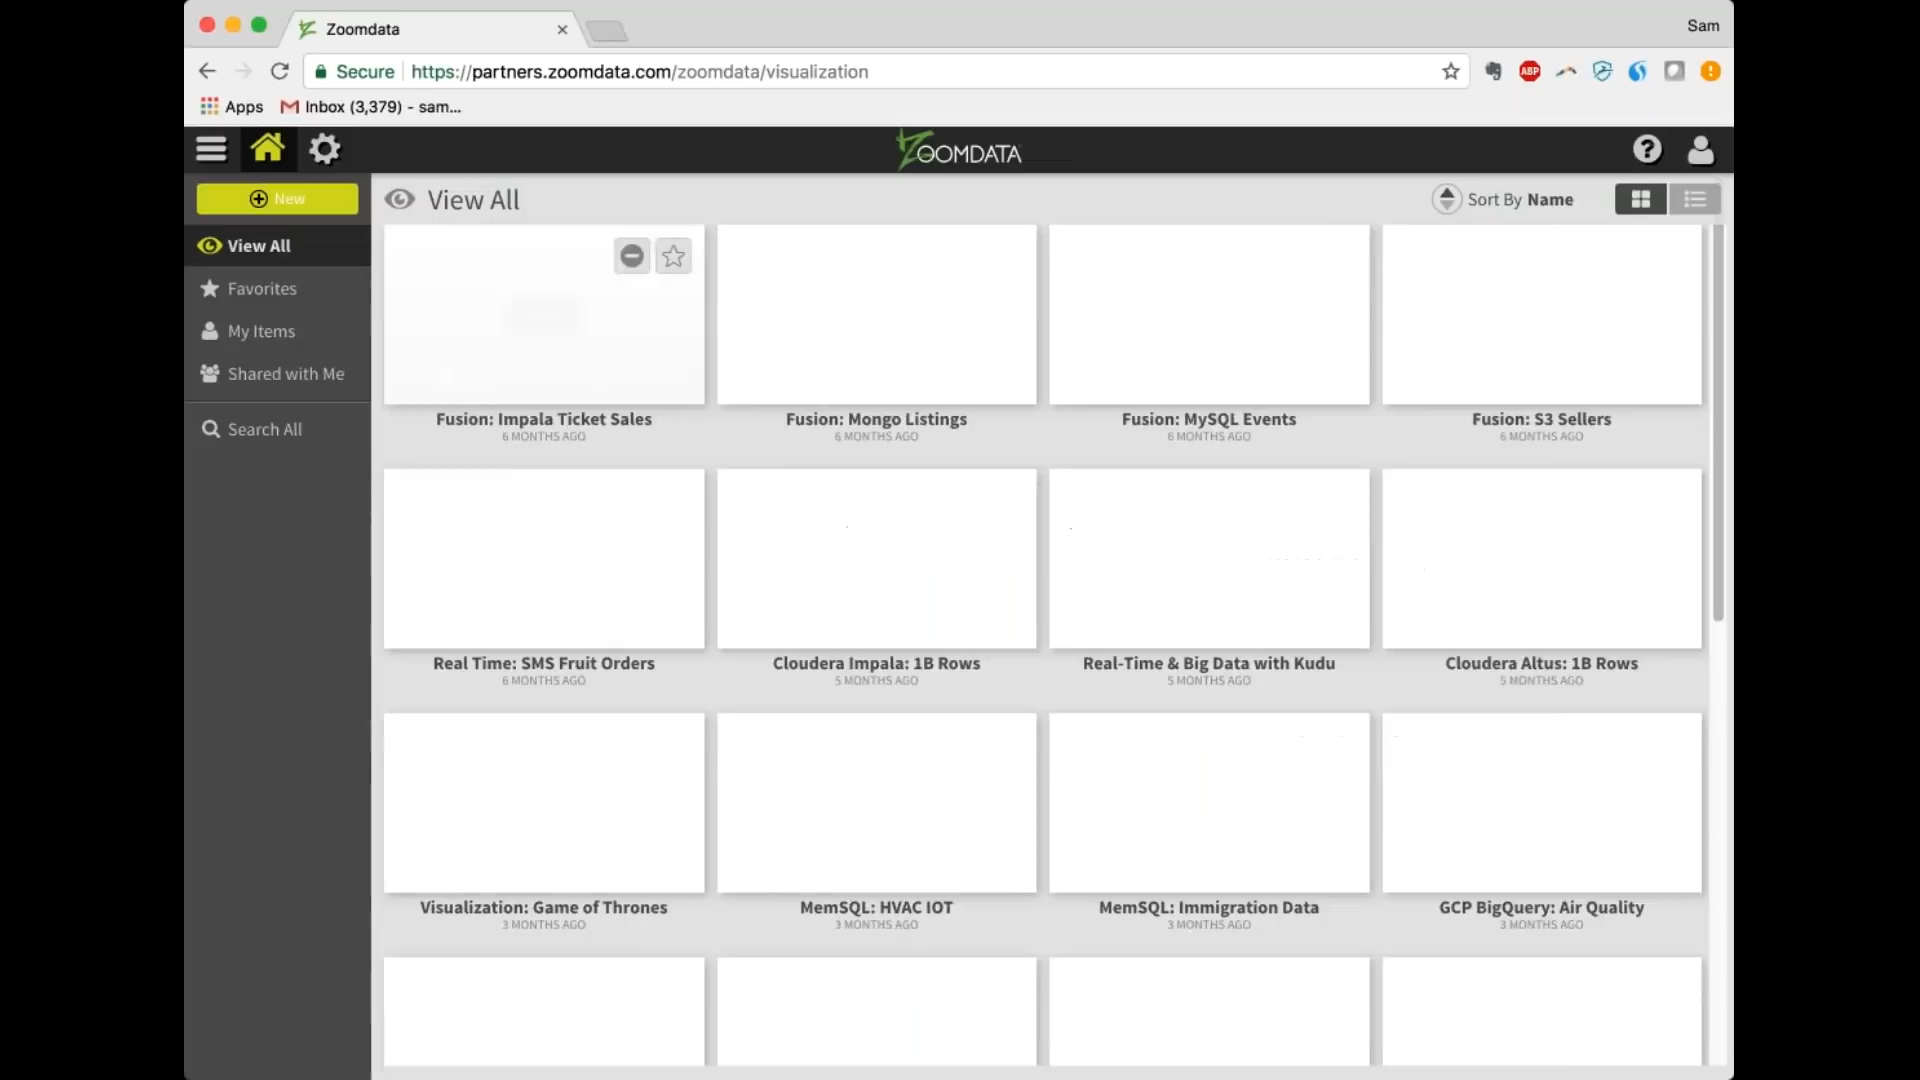 Zoomdata
Sam
Secure https://partners.zoomdata.com/zoomdata/visualization
ABP
Apps Inbox (3,379) - sam...
ZOOMDATA
New
View All
Sort By Name
View All
Favorites
My Items
Shared with Me
Search All
Fusion: Impala Ticket Sales
6 MONTHS AGO
Fusion: Mongo Listings
6 MONTHS AGO
Fusion: MySQL Events
6 MONTHS AGO
Fusion: S3 Sellers
6 MONTHS AGO
Real Time: SMS Fruit Orders
6 MONTHS AGO
Cloudera Impala: 1B Rows
5 MONTHS AGO
Real-Time & Big Data with Kudu
5 MONTHS AGO
Cloudera Altus: 1B Rows
5 MONTHS AGO
Visualization: Game of Thrones
3 MONTHS AGO
MemSQL: HVAC IOT
3 MONTHS AGO
MemSQL: Immigration Data
3 MONTHS AGO
GCP BigQuery: Air Quality
3 MONTHS AGO